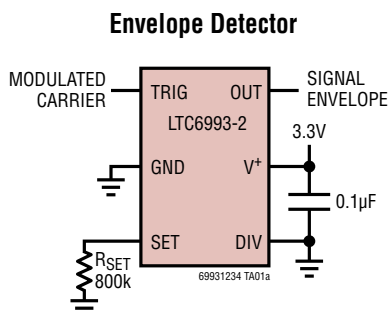 Envelope Detector
MODULATED
CARRIER
TRIG
OUT
SIGNAL
ENVELOPE
LTC6993-2
3.3V
GND
V+
0.1µF
SET
DIV
RSET
800k
69931234 TA01a